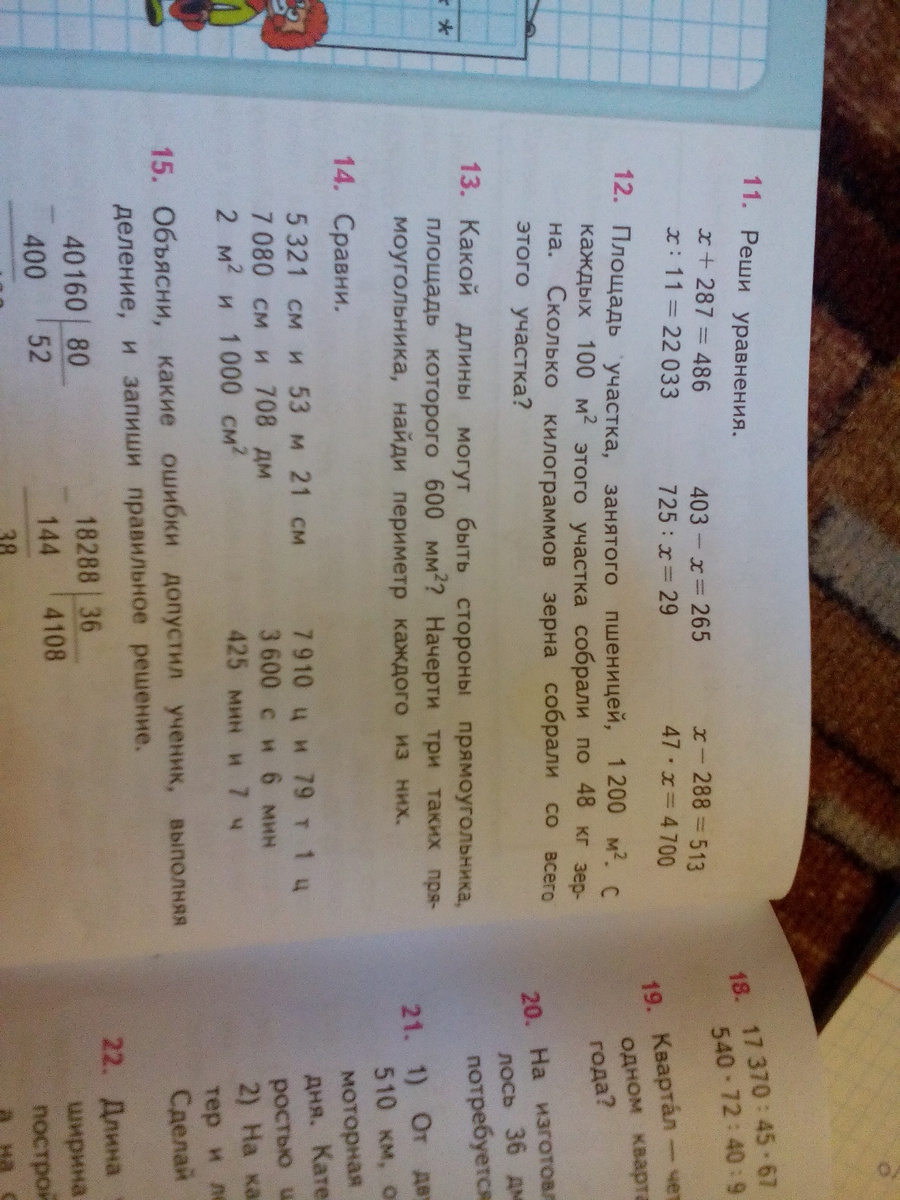 11. Реши уравнения.
x + 287 = 486 403 − x = 265 x − 288 = 513
x : 11 = 22 033 725 : x = 29 47 · x = 4 700
12. Площадь участка, занятого пшеницей, 1 200 м². С
каждых 100 м² этого участка собрали по 48 кг зер-
на. Сколько килограммов зерна собрали со всего
этого участка?
13. Какой длины могут быть стороны прямоугольника,
площадь которого 600 мм²? Начерти три таких пря-
моугольника, найди периметр каждого из них.
14. Сравни.
5 321 см и 53 м 21 см 7 910 ц и 79 т 1 ц
7 080 см и 708 дм 3 600 с и 6 мин
2 м² и 1 000 см² 425 мин и 7 ч
15. Объясни, какие ошибки допустил ученик, выполняя
деление, и запиши правильное решение.
40160 80 18288 36
− 400 52 − 144 4108
38
18. 17 370 : 45 · 67
540 · 72 : 40 : 9
19. Кварта́л —
одном
года?
20. На
лось 36
потребуется
21. 1) От
510 км,
моторная
дня.
ростью
2) На
тер и
Сделай
22. Длина
ширина
а на
*